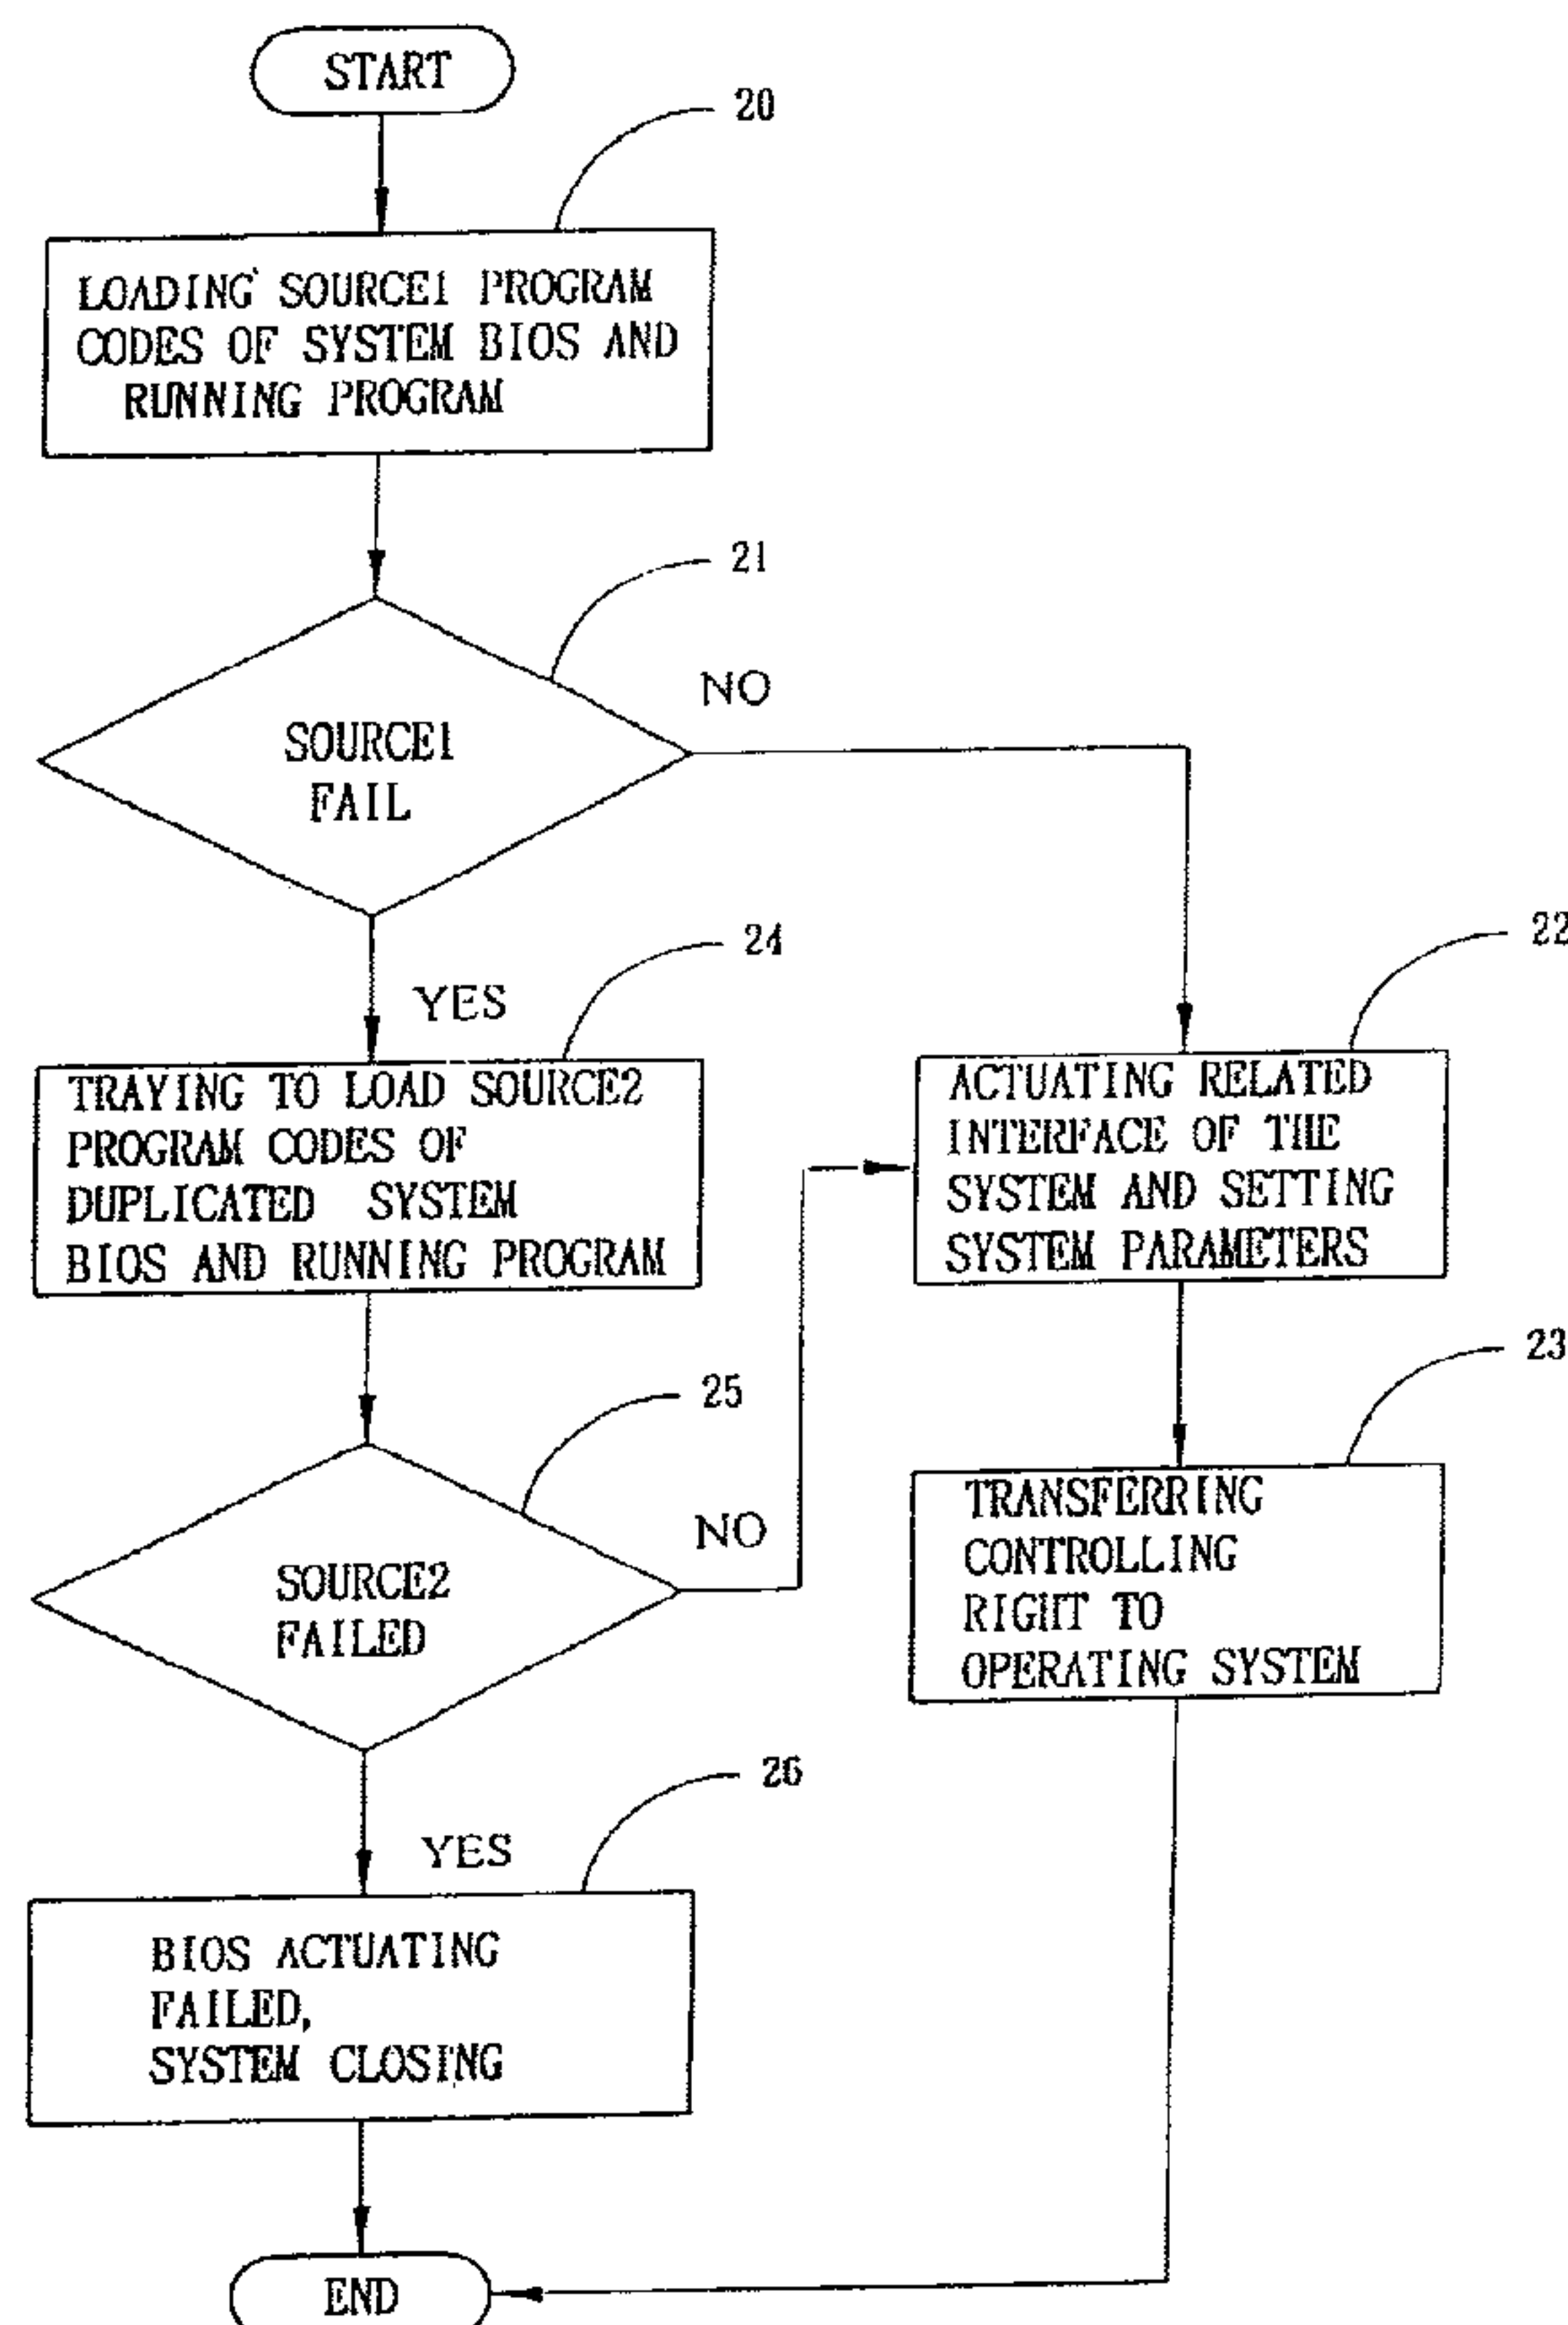 START
20
LOADING SOURCE1 PROGRAM
CODES OF SYSTEM BIOS AND
RUNNING PROGRAM
21
SOURCE1
FAIL
NO
YES
24
TRAYING TO LOAD SOURCE2
PROGRAM CODES OF
DUPLICATED SYSTEM
BIOS AND RUNNING PROGRAM
22
ACTUATING RELATED
INTERFACE OF THE
SYSTEM AND SETTING
SYSTEM PARAMETERS
25
SOURCE2
FAILED
NO
23
TRANSFERRING
CONTROLLING
RIGHT TO
OPERATING SYSTEM
YES
26
BIOS ACTUATING
FAILED,
SYSTEM CLOSING
END